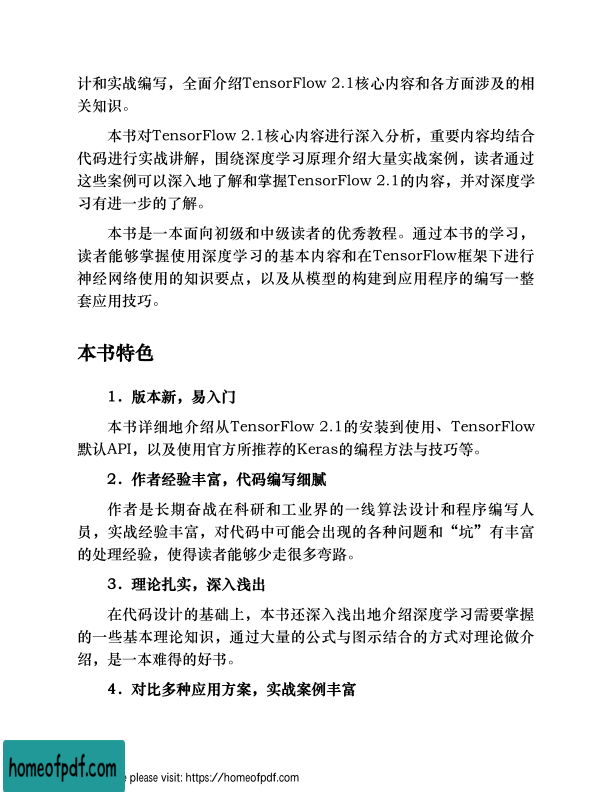 计和实战编写，全面介绍TensorFlow 2.1核心内容和各方面涉及的相
关知识。
本书对TensorFlow 2.1核心内容进行深入分析，重要内容均结合
代码进行实战讲解，围绕深度学习原理介绍大量实战案例，读者通过
这些案例可以深入地了解和掌握TensorFlow 2.1的内容，并对深度学
习有进一步的了解。
本书是一本面向初级和中级读者的优秀教程。通过本书的学习，
读者能够掌握使用深度学习的基本内容和在TensorFlow框架下进行
神经网络使用的知识要点，以及从模型的构建到应用程序的编写一整
套应用技巧。
本书特色
1．版本新，易入门
本书详细地介绍从TensorFlow 2.1的安装到使用、TensorFlow
默认API，以及使用官方所推荐的Keras的编程方法与技巧等。
2．作者经验丰富，代码编写细腻
作者是长期奋战在科研和工业界的一线算法设计和程序编写人
员，实战经验丰富，对代码中可能会出现的各种问题和“坑”有丰富
的处理经验，使得读者能够少走很多弯路。
3．理论扎实，深入浅出
在代码设计的基础上，本书还深入浅出地介绍深度学习需要掌握
的一些基本理论知识，通过大量的公式与图示结合的方式对理论做介
绍，是一本难得的好书。
4．对比多种应用方案，实战案例丰富
homeofpdf.com
e please visit: https://homeofpdf.com